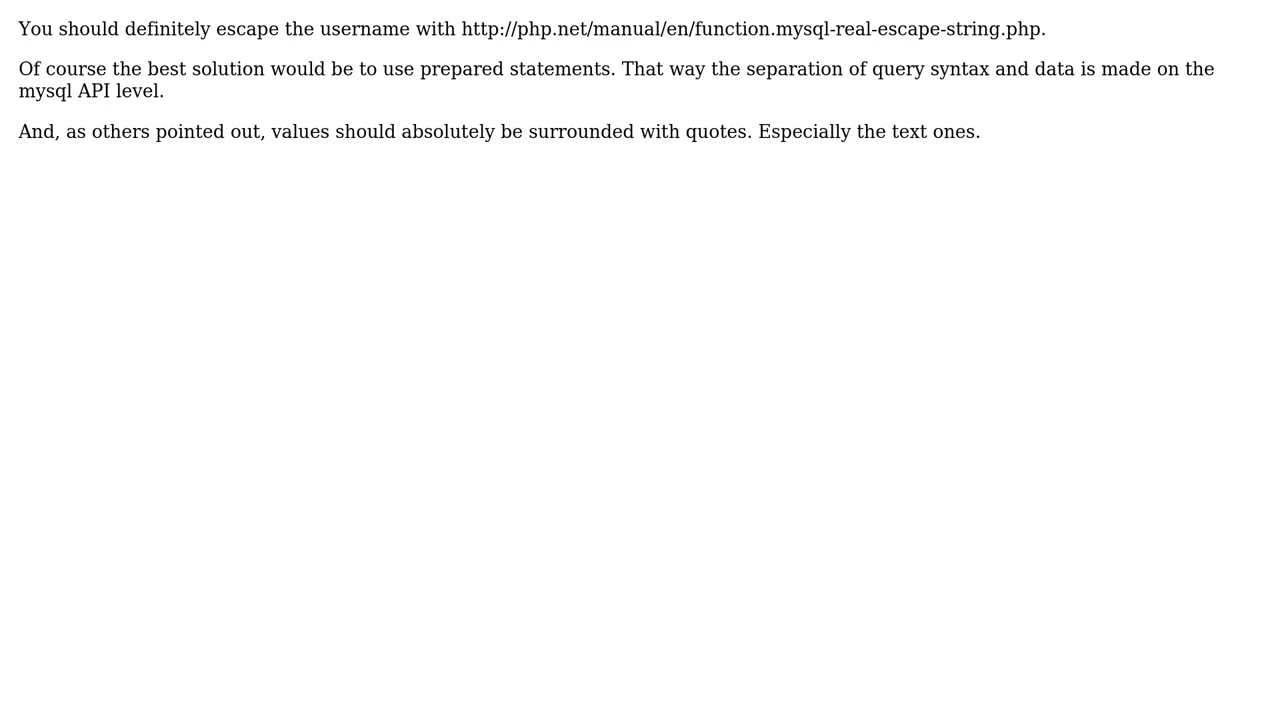 You should definitely escape the username with http://php.net/manual/en/function.mysql-real-escape-string.php.
Of course the best solution would be to use prepared statements. That way the separation of query syntax and data is made on the
mysql API level.
And, as others pointed out, values should absolutely be surrounded with quotes. Especially the text ones.